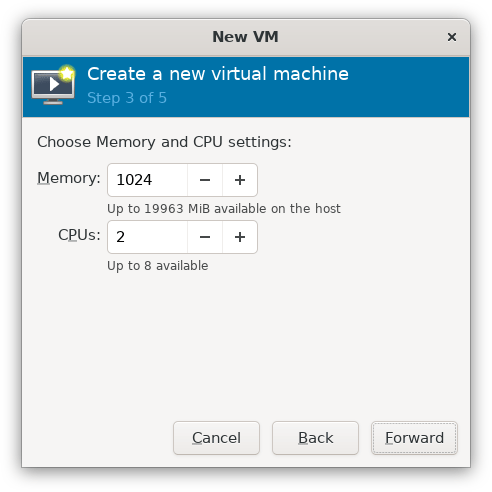 New VM ×
Create a new virtual machine
Step 3 of 5
Choose Memory and CPU settings:
Memory: 1024 − +
Up to 19963 MiB available on the host
CPUs: 2 − +
Up to 8 available
Cancel Back Forward